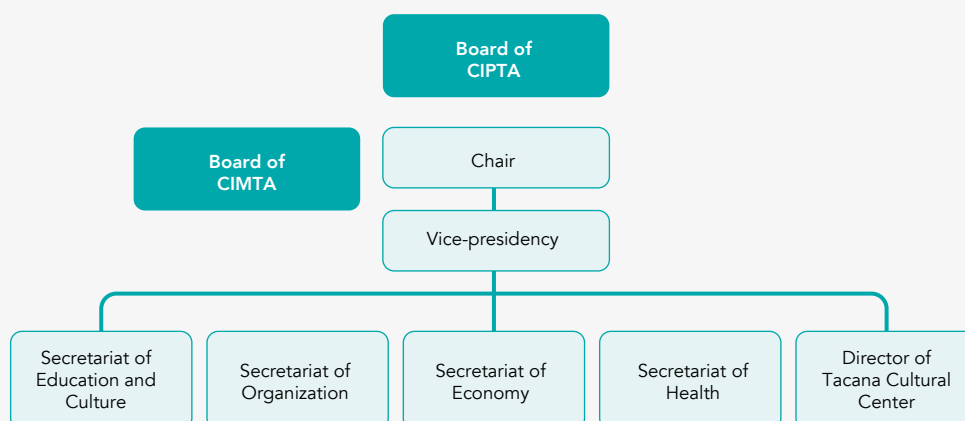 Board of
CIPTA
Board of
CIMTA
Chair
Vice-presidency
Secretariat of
Education and
Culture
Secretariat of
Organization
Secretariat of
Economy
Secretariat of
Health
Director of
Tacana Cultural
Center